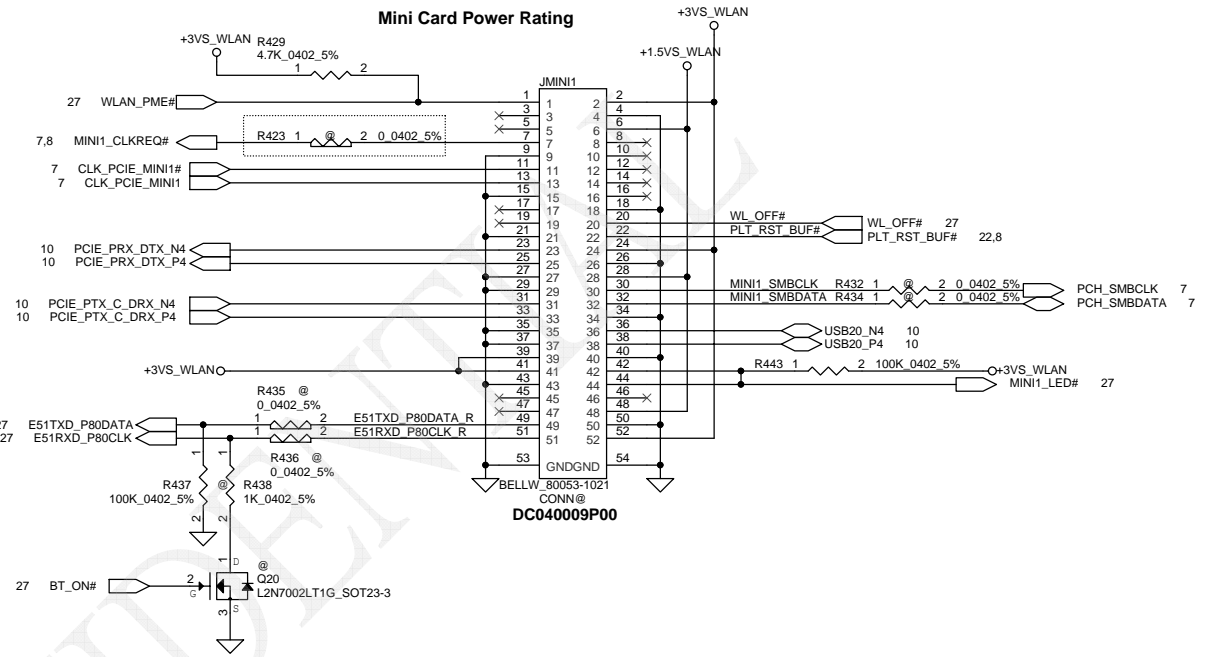 Mini Card Power Rating
+3VS_WLAN
+1.5VS_WLAN
+3VS_WLAN
R429
4.7K_0402_5%
1 2
JMINI1
27 WLAN_PME#
1 1 2 2
3 3 4 4
5 5 6 6
7,8 MINI1_CLKREQ# R423 1 @ 2 0_0402_5% 7 7 8 8
9 9 10 10
7 CLK_PCIE_MINI1# 11 11 12 12
7 CLK_PCIE_MINI1 13 13 14 14
15 15 16 16
17 17 18 18
19 19 20 20 WL_OFF# WL_OFF# 27
21 21 22 22 PLT_RST_BUF# PLT_RST_BUF# 22,8
10 PCIE_PRX_DTX_N4 23 23 24 24
10 PCIE_PRX_DTX_P4 25 25 26 26
27 27 28 28
29 29 30 30 MINI1_SMBCLK R432 1 @ 2 0_0402_5% PCH_SMBCLK 7
10 PCIE_PTX_C_DRX_N4 31 31 32 32 MINI1_SMBDATA R434 1 @ 2 0_0402_5% PCH_SMBDATA 7
10 PCIE_PTX_C_DRX_P4 33 33 34 34
35 35 36 36 USB20_N4 10
37 37 38 38 USB20_P4 10
39 39 40 40
+3VS_WLAN 41 41 42 42 R443 1 2 100K_0402_5% +3VS_WLAN
43 43 44 44 MINI1_LED# 27
45 45 46 46
47 47 48 48
R435 @
0_0402_5%
27 E51TXD_P80DATA 1 2 E51TXD_P80DATA_R 49 49 50 50
27 E51RXD_P80CLK 1 2 E51RXD_P80CLK_R 51 51 52 52
R436 @
0_0402_5%
53 GND GND 54
BELLW_80053-1021
CONN@
DC040009P00
1 1
R437
100K_0402_5%
@ R438
1K_0402_5%
2 2
1 D
@
Q20
L2N7002LT1G_SOT23-3
27 BT_ON# 2 G
3 S